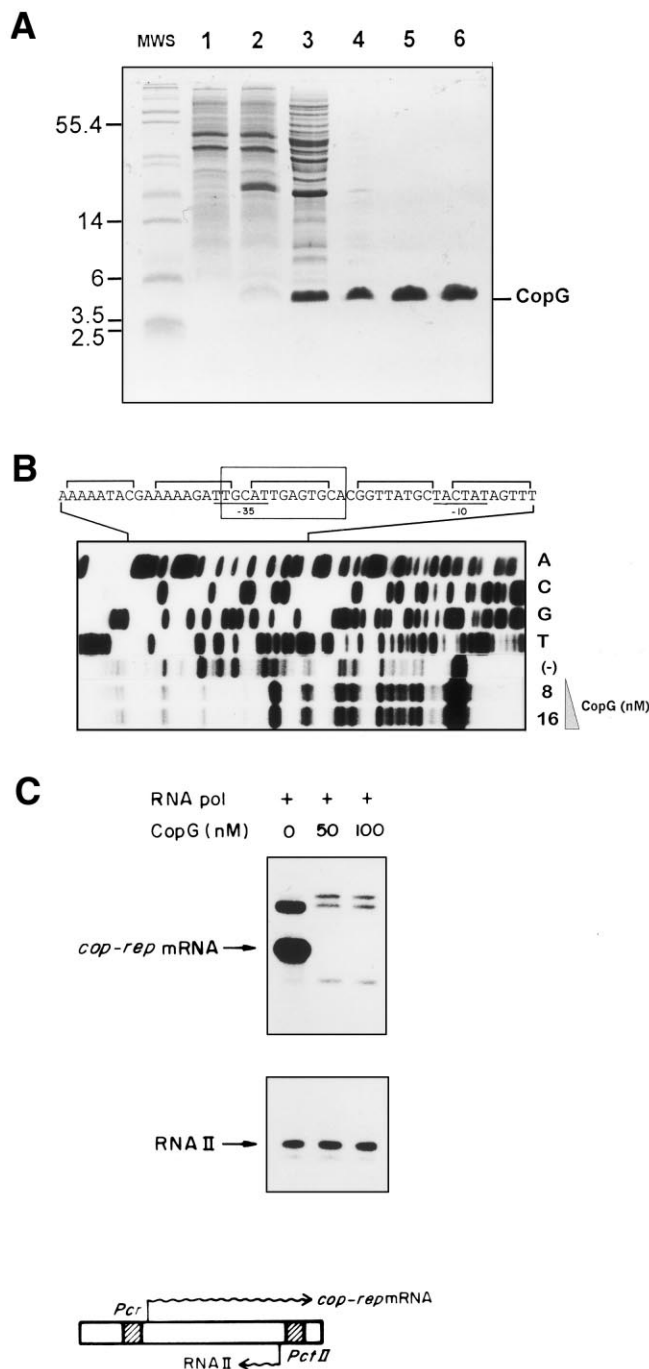 A
MWS 1 2 3 4 5 6
55.4
14
6
3.5
2.5
CopG
B
AAAAATACGAAAAAGATTGCATTGAGTGCACGGTTATGCTACTATAGTTT
-35 -10
A
C
G
T
(-)
8
16
CopG (nM)
C
RNA pol + + +
CopG (nM) 0 50 100
cop-rep mRNA
RNA II
Pcr
cop-rep mRNA
RNA II
Pct II